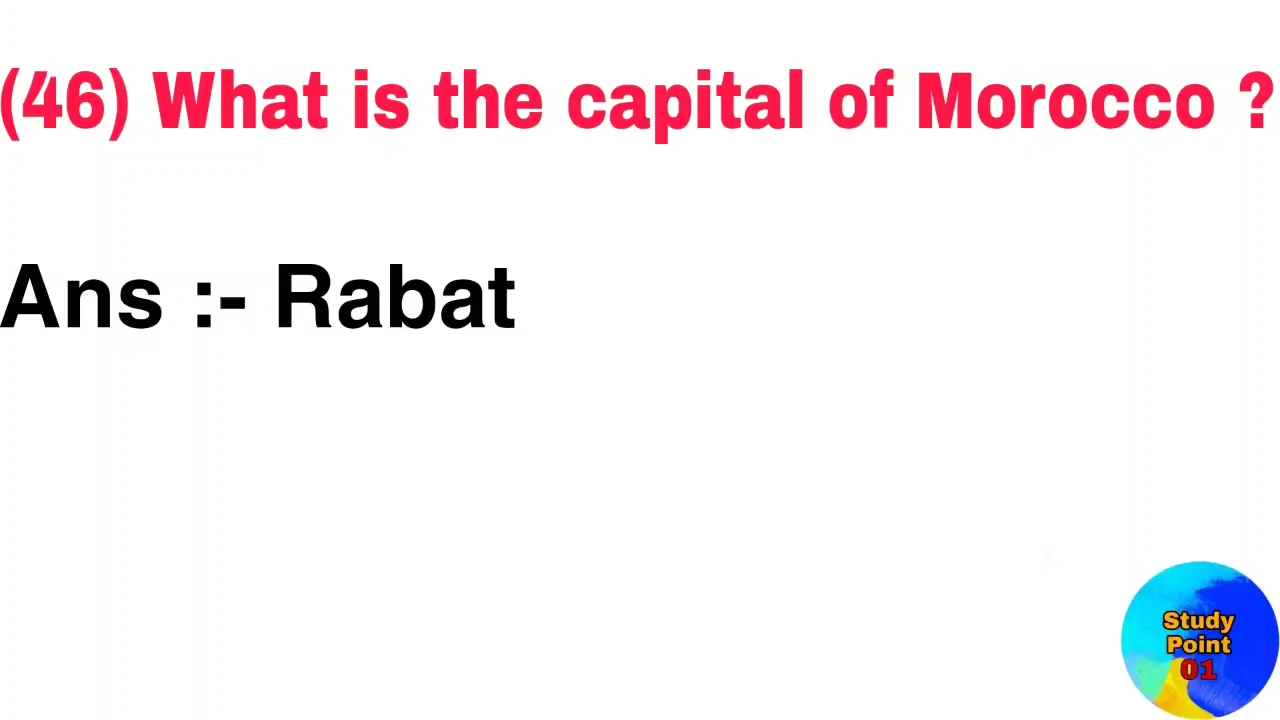 (46) What is the capital of Morocco ?
Ans :- Rabat
Study
Point
01